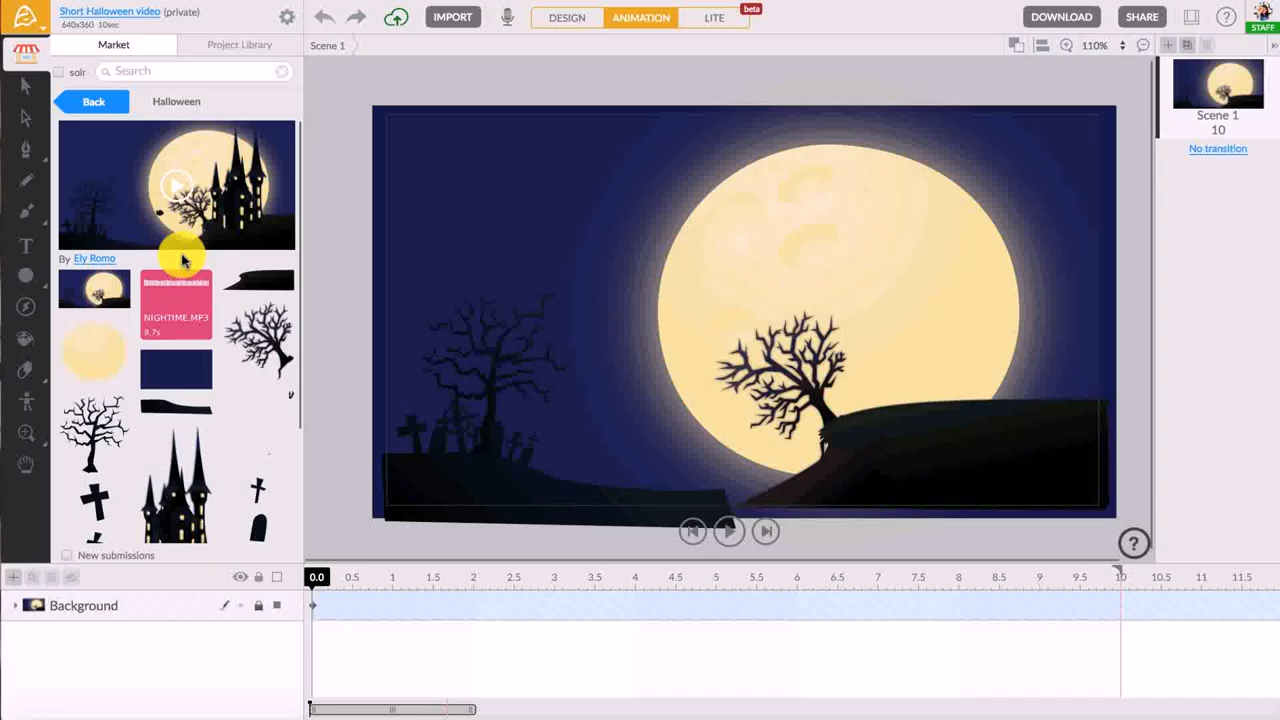 Short Halloween video (private)
640x360 10sec
IMPORT
DESIGN
ANIMATION
LITE
beta
DOWNLOAD
SHARE
?
STAFF
Market
Project Library
Scene 1
110%
solr
Search
Back
Halloween
Scene 1
10
No transition
By Ely Romo
NIGHTIME.MP3
9.7s
T
New submissions
?
0.0 0.5 1 1.5 2 2.5 3 3.5 4 4.5 5 5.5 6 6.5 7 7.5 8 8.5 9 9.5 10 10.5 11 11.5
Background